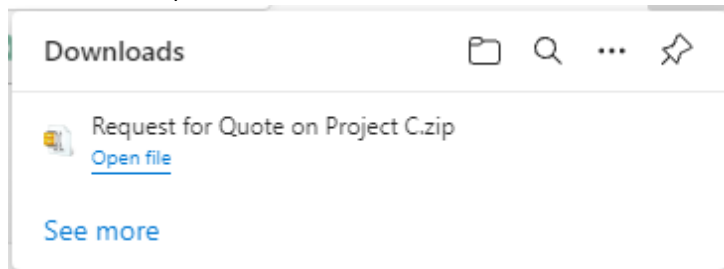 Downloads
Request for Quote on Project C.zip
Open file
See more